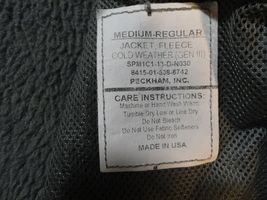 MEDIUM-REGULAR
JACKET, FLEECE
COLD WEATHER (GEN III)
SPM1C1-11-D-N030
8415-01-538-6742
PECKHAM, INC.
CARE INSTRUCTIONS:
Machine or Hand Wash Warm
Tumble Dry Low or Line Dry
Do Not Bleach
Do Not Use Fabric Softeners
Do Not Iron
MADE IN USA